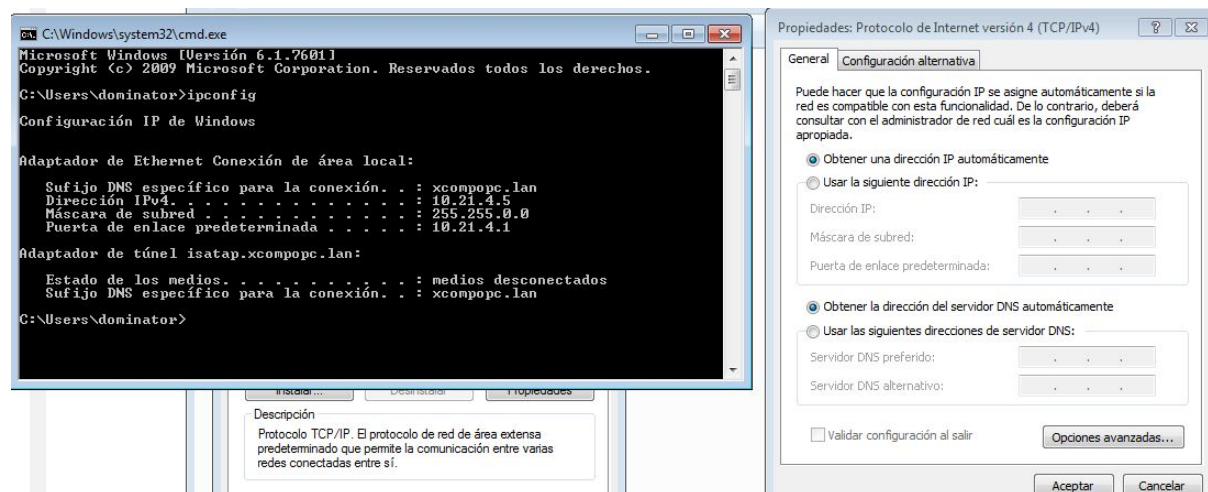 C:\Windows\system32\cmd.exe
Microsoft Windows [Versión 6.1.7601]
Copyright (c) 2009 Microsoft Corporation. Reservados todos los derechos.
C:\Users\dominator>ipconfig
Configuración IP de Windows
Adaptador de Ethernet Conexión de área local:
Sufijo DNS específico para la conexión. . : xcompopc.lan
Dirección IPv4. . . . . . . . . . . . . . : 10.21.4.5
Máscara de subred . . . . . . . . . . . . : 255.255.0.0
Puerta de enlace predeterminada . . . . . : 10.21.4.1
Adaptador de túnel isatap.xcompopc.lan:
Estado de los medios. . . . . . . . . . . : medios desconectados
Sufijo DNS específico para la conexión. . : xcompopc.lan
C:\Users\dominator>
Instalar... Desinstalar Propiedades
Descripción
Protocolo TCP/IP. El protocolo de red de área extensa
predeterminado que permite la comunicación entre varias
redes conectadas entre sí.
Propiedades: Protocolo de Internet versión 4 (TCP/IPv4)
General Configuración alternativa
Puede hacer que la configuración IP se asigne automáticamente si la
red es compatible con esta funcionalidad. De lo contrario, deberá
consultar con el administrador de red cuál es la configuración IP
apropiada.
Obtener una dirección IP automáticamente
Usar la siguiente dirección IP:
Dirección IP:
Máscara de subred:
Puerta de enlace predeterminada:
Obtener la dirección del servidor DNS automáticamente
Usar las siguientes direcciones de servidor DNS:
Servidor DNS preferido:
Servidor DNS alternativo:
Validar configuración al salir
Opciones avanzadas...
Aceptar Cancelar